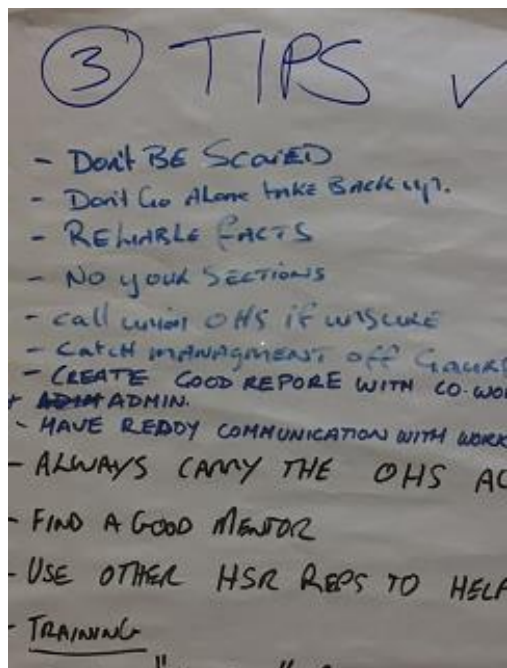 ③ TIPS ✓
- Don't BE ScaiED
- Don't Go Alone take Back up.
- RELIABLE FACTS
- NO your SECTIONS
- call union OHS if unsure
- CATCH MANAGMENT off GAURD
- CREATE GOOD REPORE WITH CO-WO
+ ADMIN.
- HAVE REDDY COMMUNICATION WITH WORK
- ALWAYS CARRY THE OHS AC
- FIND A GOOD MENTOR
- USE OTHER HSR REPS TO HELP
- TRAINING